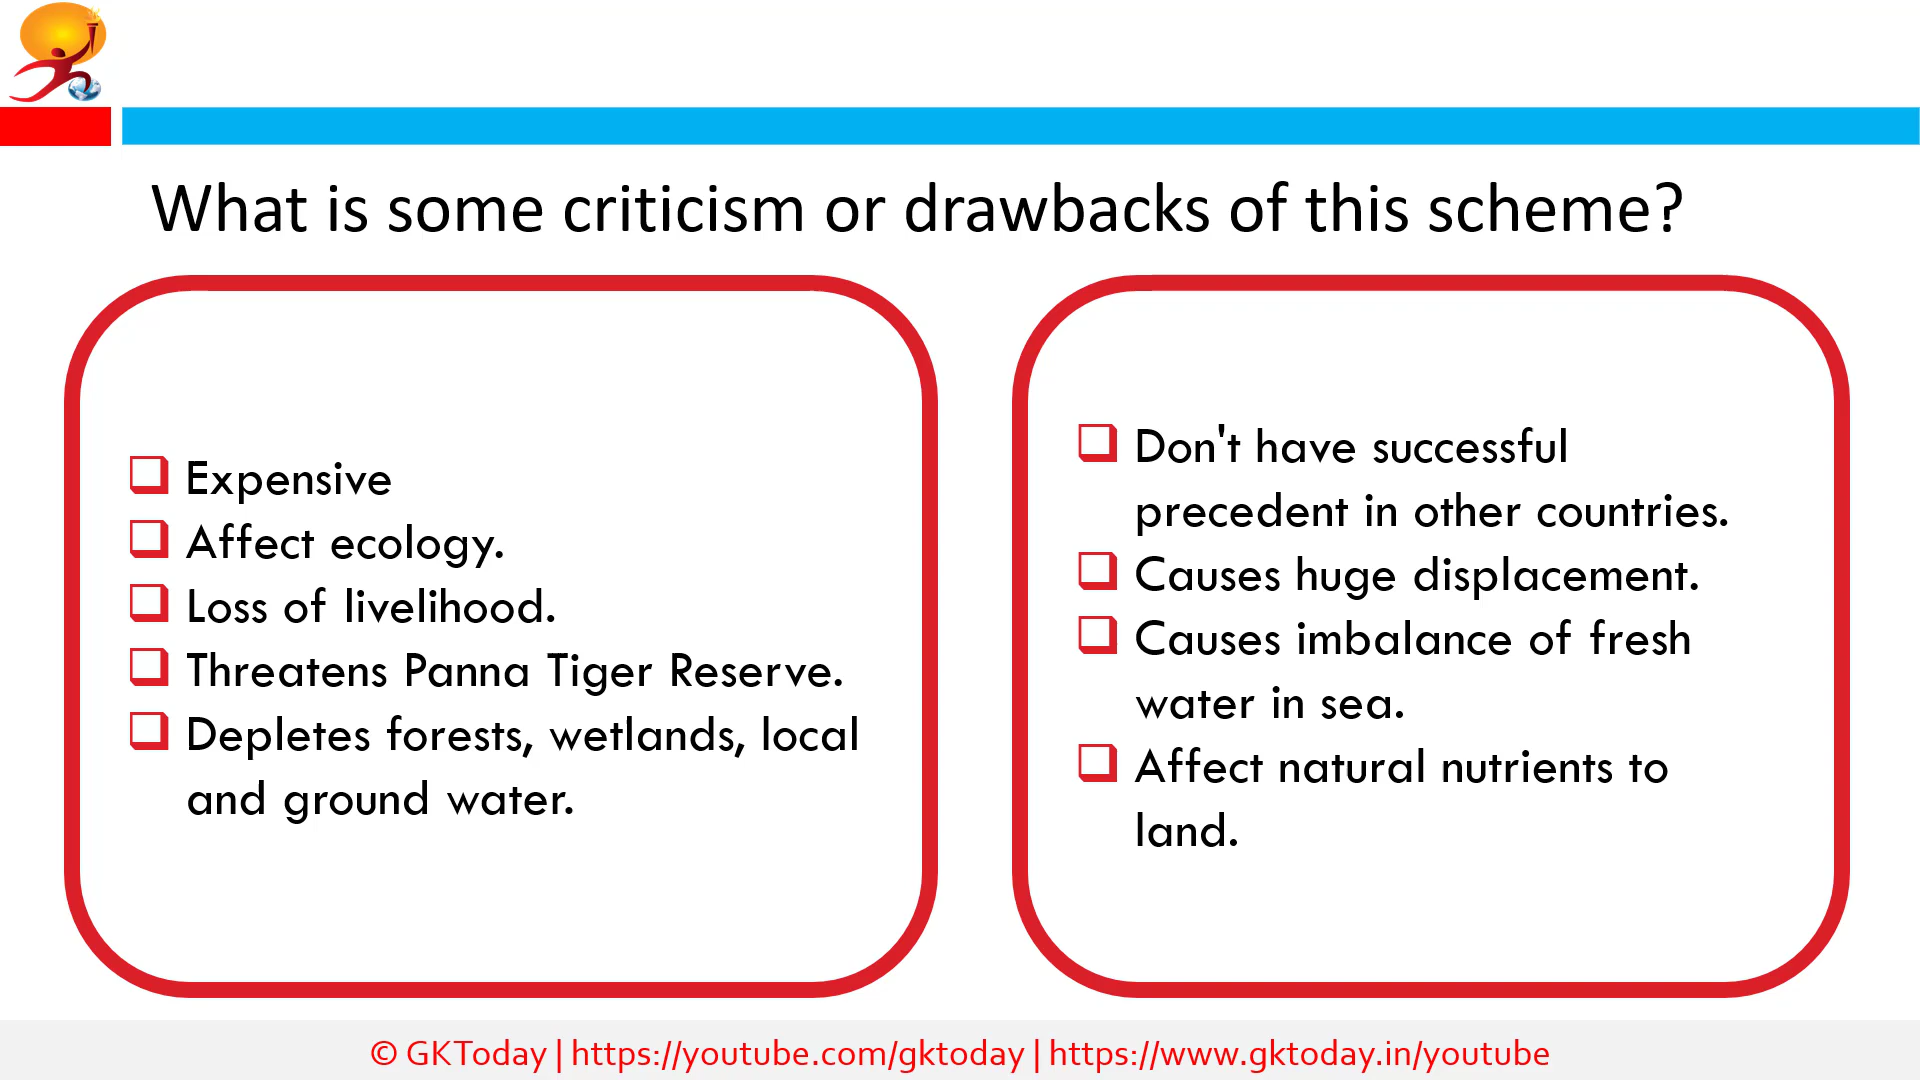 What is some criticism or drawbacks of this scheme?
❑ Expensive
❑ Affect ecology.
❑ Loss of livelihood.
❑ Threatens Panna Tiger Reserve.
❑ Depletes forests, wetlands, local
and ground water.
❑ Don't have successful
precedent in other countries.
❑ Causes huge displacement.
❑ Causes imbalance of fresh
water in sea.
❑ Affect natural nutrients to
land.
© GKToday | https://youtube.com/gktoday | https://www.gktoday.in/youtube